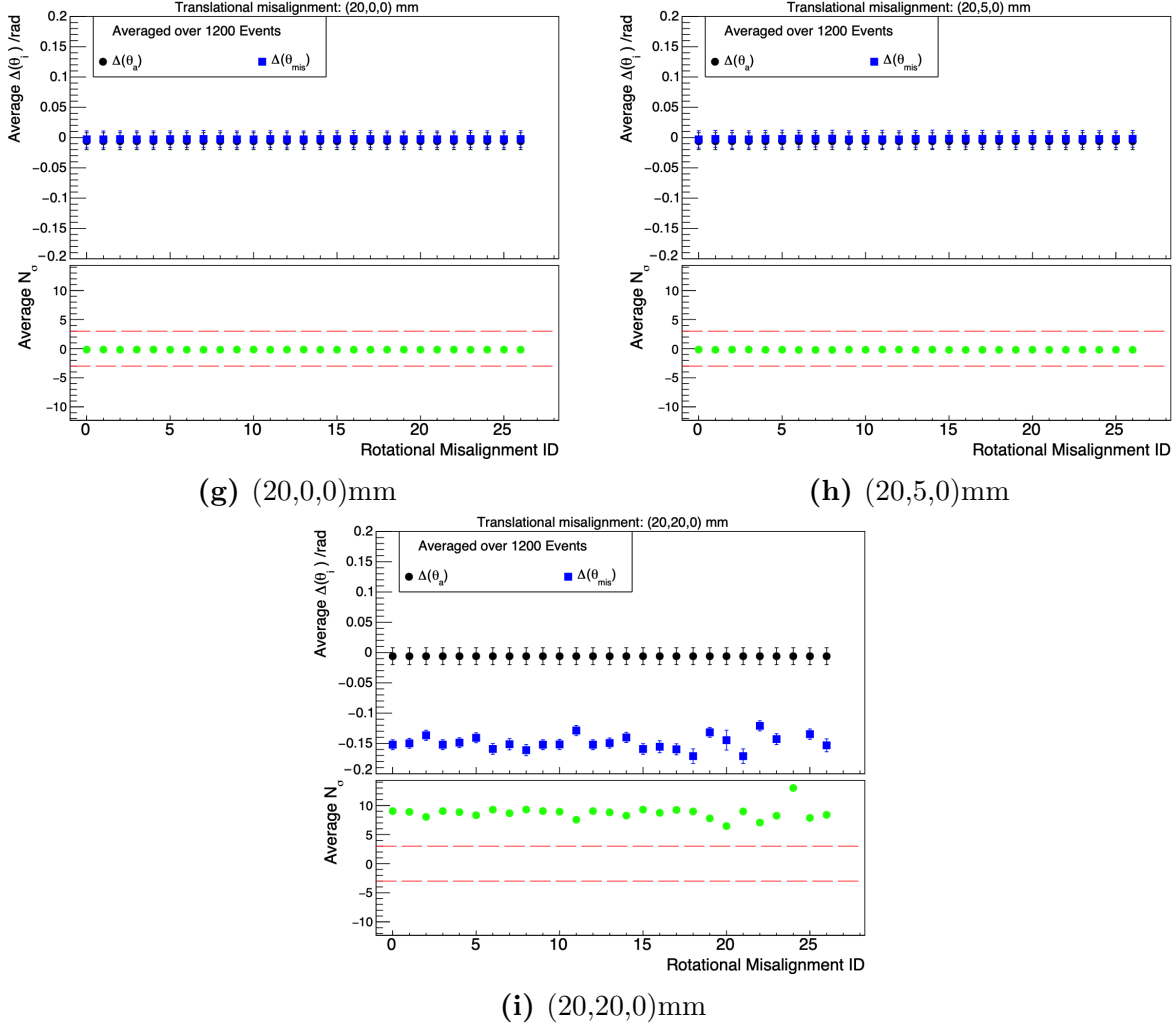 Translational misalignment: (20,0,0) mm
Average Δ(θi) /rad
Averaged over 1200 Events
Δ(θa)
Δ(θmis)
0.2
0.15
0.1
0.05
0
−0.05
−0.1
−0.15
−0.2
Average Nσ
10
5
0
−5
−10
0 5 10 15 20 25
Rotational Misalignment ID
(g) (20,0,0)mm
Translational misalignment: (20,5,0) mm
Average Δ(θi) /rad
Averaged over 1200 Events
Δ(θa)
Δ(θmis)
0.2
0.15
0.1
0.05
0
−0.05
−0.1
−0.15
−0.2
Average Nσ
10
5
0
−5
−10
0 5 10 15 20 25
Rotational Misalignment ID
(h) (20,5,0)mm
Translational misalignment: (20,20,0) mm
Average Δ(θi) /rad
Averaged over 1200 Events
Δ(θa)
Δ(θmis)
0.2
0.15
0.1
0.05
0
−0.05
−0.1
−0.15
−0.2
Average Nσ
10
5
0
−5
−10
0 5 10 15 20 25
Rotational Misalignment ID
(i) (20,20,0)mm